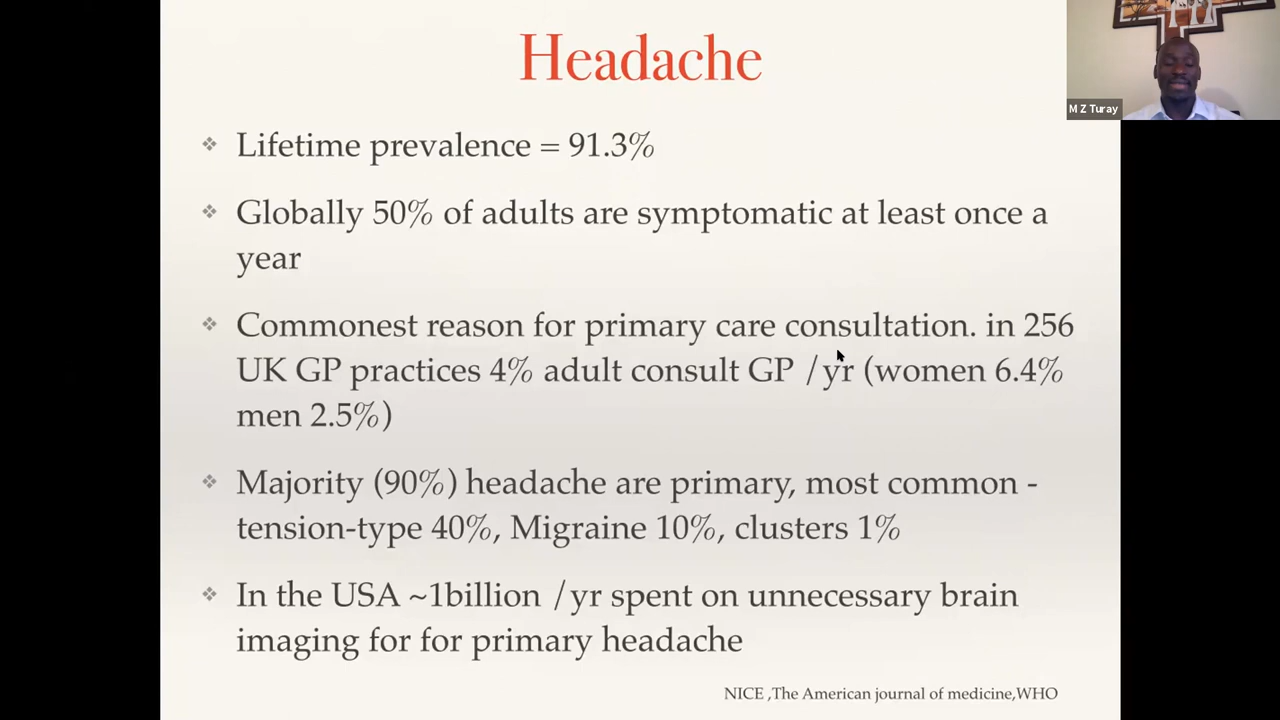 Headache
M Z Turay
❖ Lifetime prevalence = 91.3%
❖ Globally 50% of adults are symptomatic at least once a
year
❖ Commonest reason for primary care consultation. in 256
UK GP practices 4% adult consult GP /yr (women 6.4%
men 2.5%)
❖ Majority (90%) headache are primary, most common -
tension-type 40%, Migraine 10%, clusters 1%
❖ In the USA ~1billion /yr spent on unnecessary brain
imaging for for primary headache
NICE ,The American journal of medicine,WHO